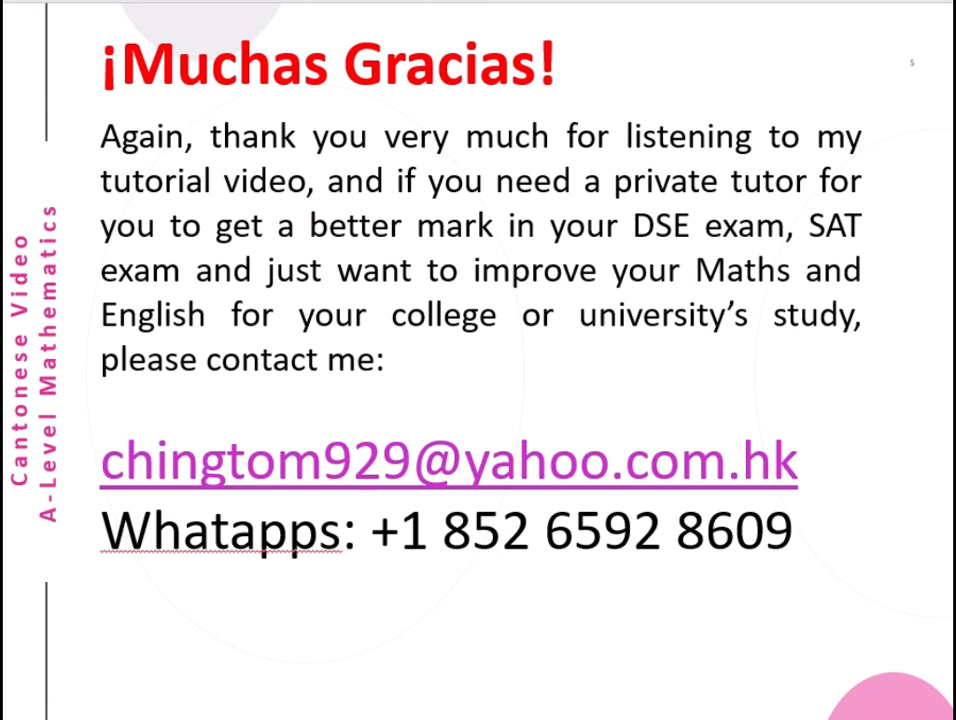 ¡Muchas Gracias!
5
Again, thank you very much for listening to my
tutorial video, and if you need a private tutor for
you to get a better mark in your DSE exam, SAT
exam and just want to improve your Maths and
English for your college or university’s study,
please contact me:
chingtom929@yahoo.com.hk
Whatapps: +1 852 6592 8609
Cantonese Video
A-Level Mathematics